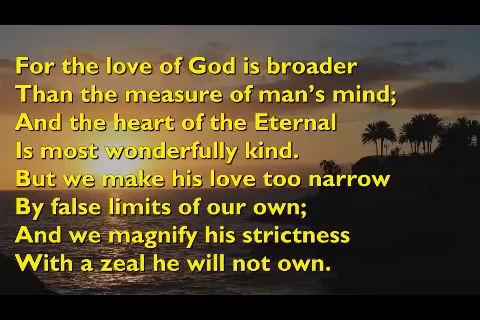 For the love of God is broader
Than the measure of man's mind;
And the heart of the Eternal
Is most wonderfully kind.
But we make his love too narrow
By false limits of our own;
And we magnify his strictness
With a zeal he will not own.